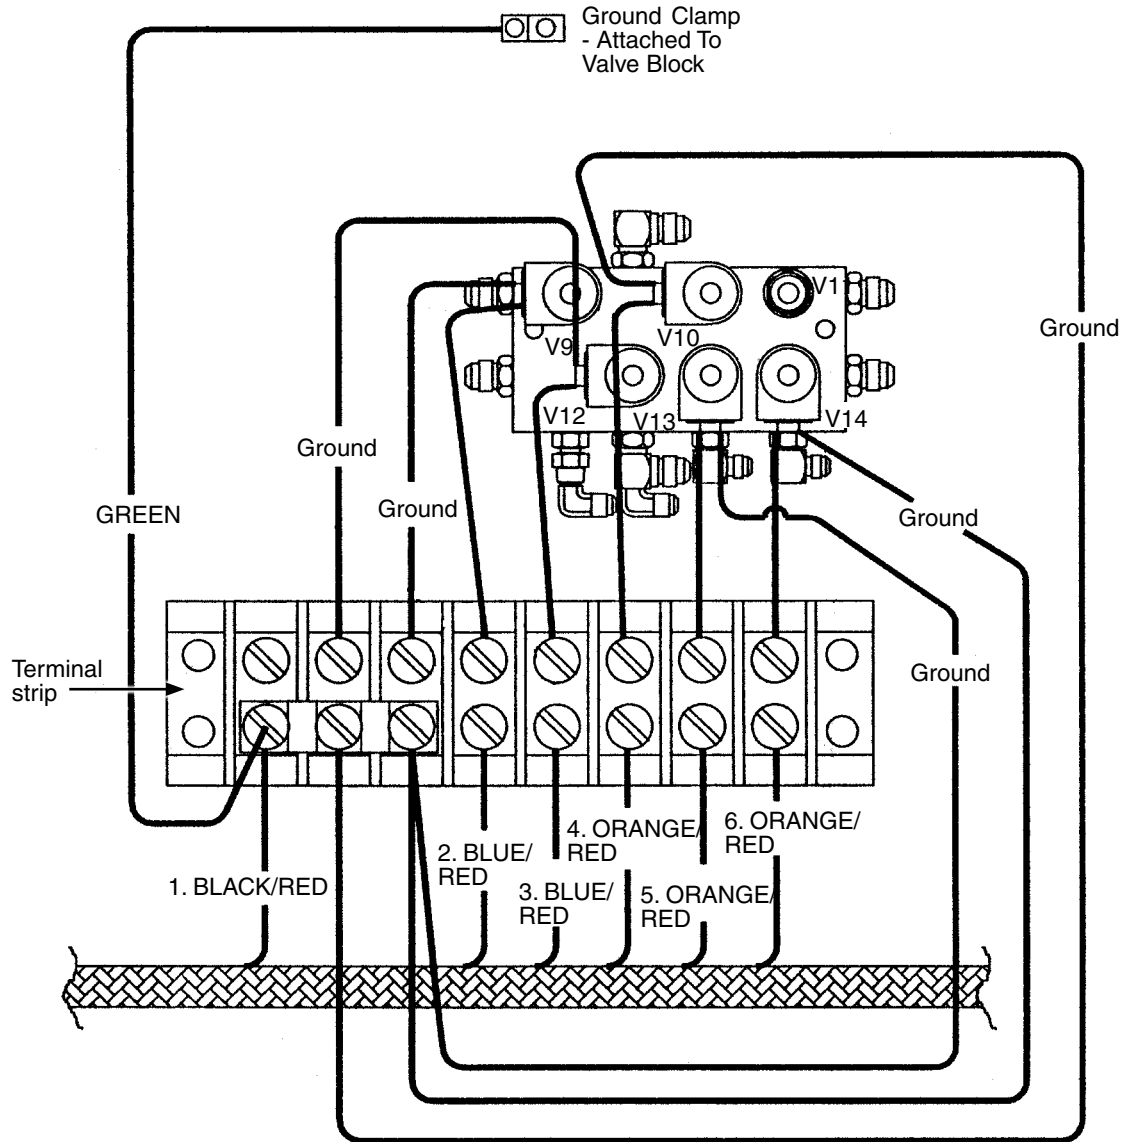 Ground Clamp
- Attached To
Valve Block
V1
Ground
V9
V10
V12
V13
V14
Ground
Ground
GREEN
Ground
Ground
Terminal
strip
1. BLACK/RED
2. BLUE/
RED
3. BLUE/
RED
4. ORANGE/
RED
5. ORANGE/
RED
6. ORANGE/
RED